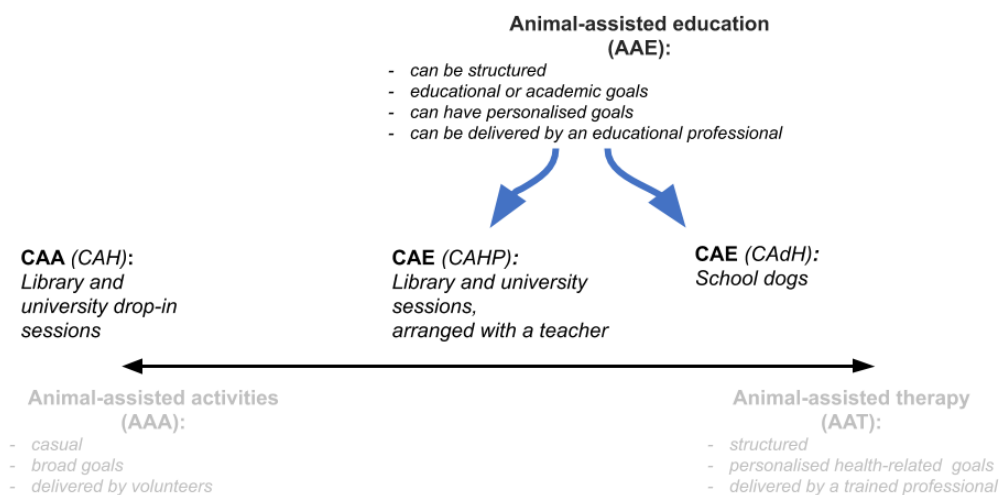 Animal-assisted education
(AAE):
- can be structured
- educational or academic goals
- can have personalised goals
- can be delivered by an educational professional
CAA (CAH):
Library and
university drop-in
sessions
CAE (CAHP):
Library and university
sessions,
arranged with a teacher
CAE (CAdH):
School dogs
Animal-assisted activities
(AAA):
- casual
- broad goals
- delivered by volunteers
Animal-assisted therapy
(AAT):
- structured
- personalised health-related goals
- delivered by a trained professional